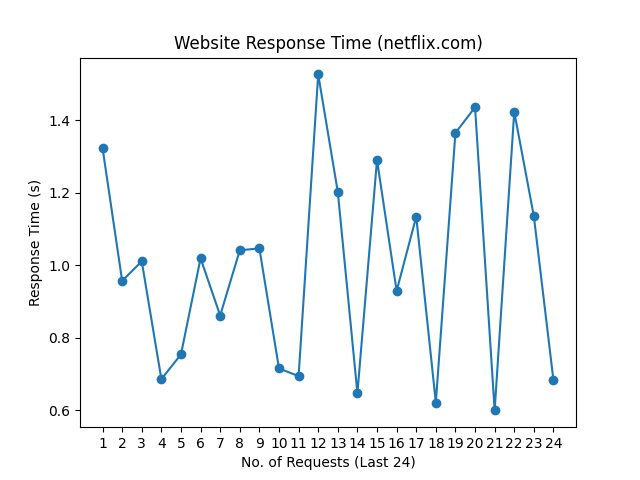 Website Response Time (netflix.com)
Response Time (s)
1.4
1.2
1.0
0.8
0.6
1 2 3 4 5 6 7 8 9 10 11 12 13 14 15 16 17 18 19 20 21 22 23 24
No. of Requests (Last 24)